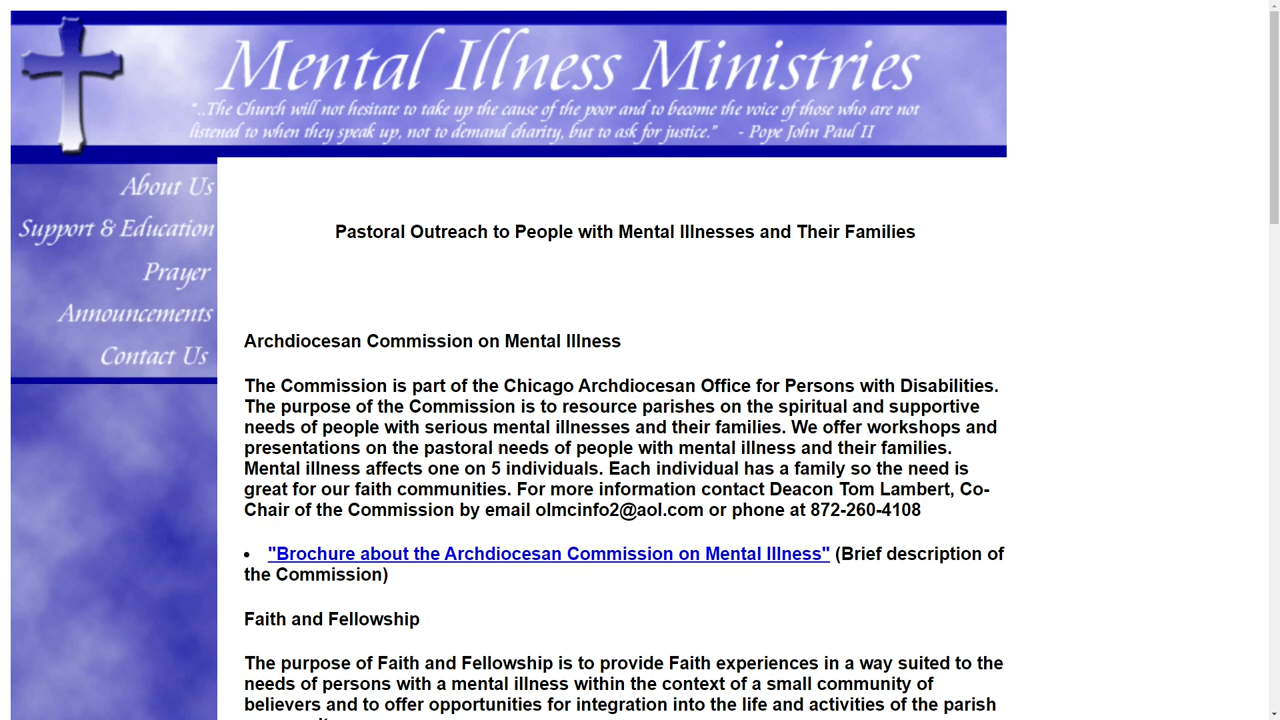 Mental Illness Ministries
"..The Church will not hesitate to take up the cause of the poor and to become the voice of those who are not
listened to when they speak up, not to demand charity, but to ask for justice." - Pope John Paul II
About Us
Support & Education
Prayer
Announcements
Contact Us
Pastoral Outreach to People with Mental Illnesses and Their Families
Archdiocesan Commission on Mental Illness
The Commission is part of the Chicago Archdiocesan Office for Persons with Disabilities.
The purpose of the Commission is to resource parishes on the spiritual and supportive
needs of people with serious mental illnesses and their families. We offer workshops and
presentations on the pastoral needs of people with mental illness and their families.
Mental illness affects one on 5 individuals. Each individual has a family so the need is
great for our faith communities. For more information contact Deacon Tom Lambert, Co-
Chair of the Commission by email olmcinfo2@aol.com or phone at 872-260-4108
• "Brochure about the Archdiocesan Commission on Mental Illness" (Brief description of
the Commission)
Faith and Fellowship
The purpose of Faith and Fellowship is to provide Faith experiences in a way suited to the
needs of persons with a mental illness within the context of a small community of
believers and to offer opportunities for integration into the life and activities of the parish